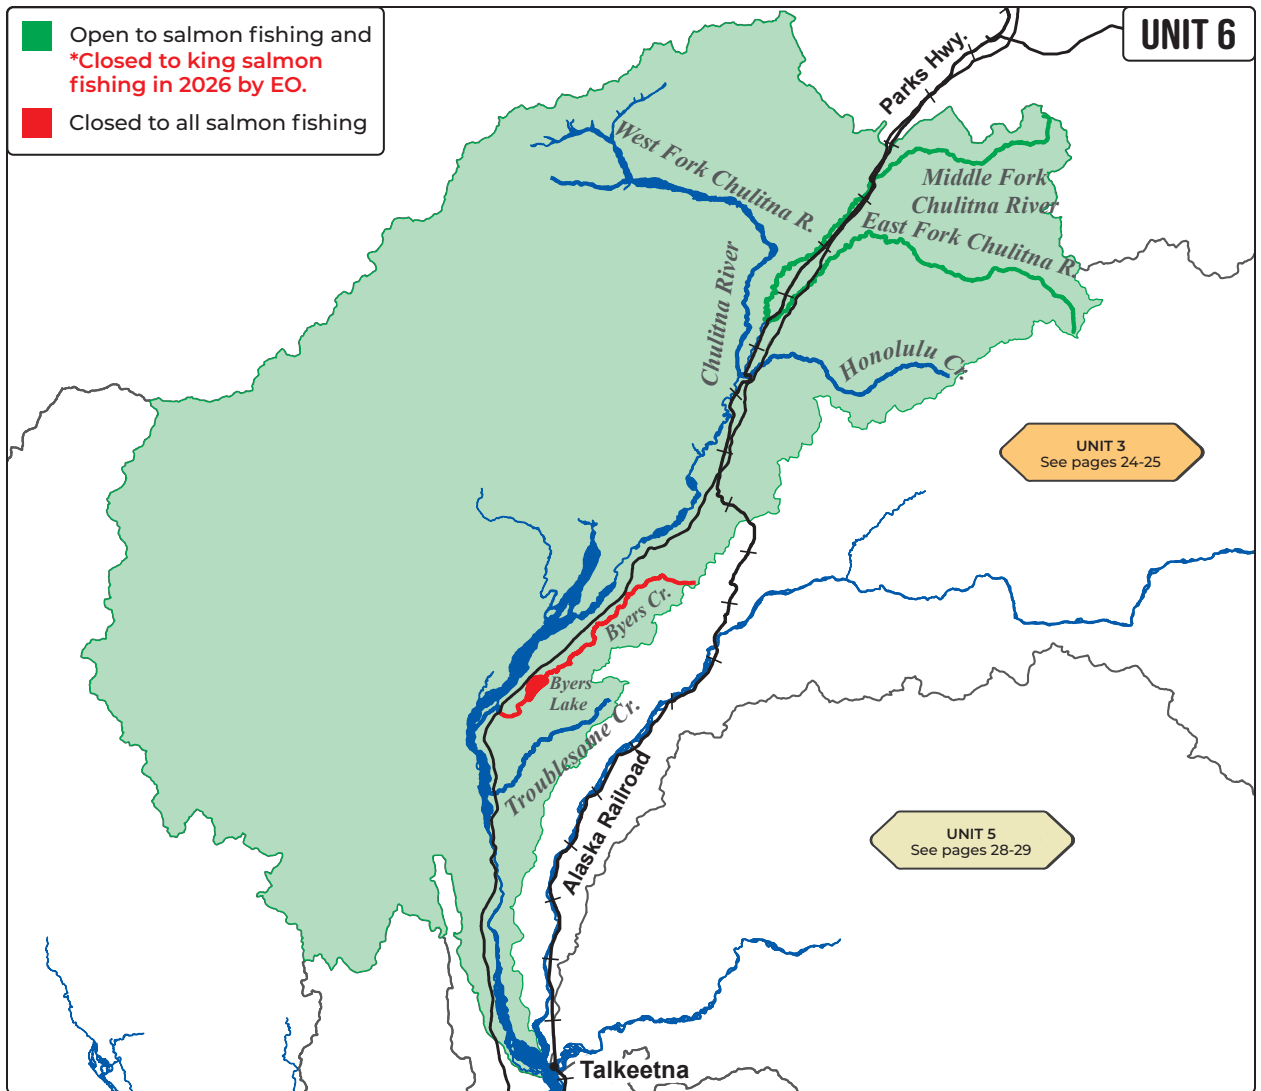 Open to salmon fishing and
*Closed to king salmon
fishing in 2026 by EO.
Closed to all salmon fishing
UNIT 6
Parks Hwy.
West Fork Chulitna R.
Middle Fork
Chulitna River
East Fork Chulitna R.
Chulitna River
Honolulu Cr.
UNIT 3
See pages 24-25
Byers Cr.
Byers
Lake
Troublesome Cr.
Alaska Railroad
UNIT 5
See pages 28-29
Talkeetna